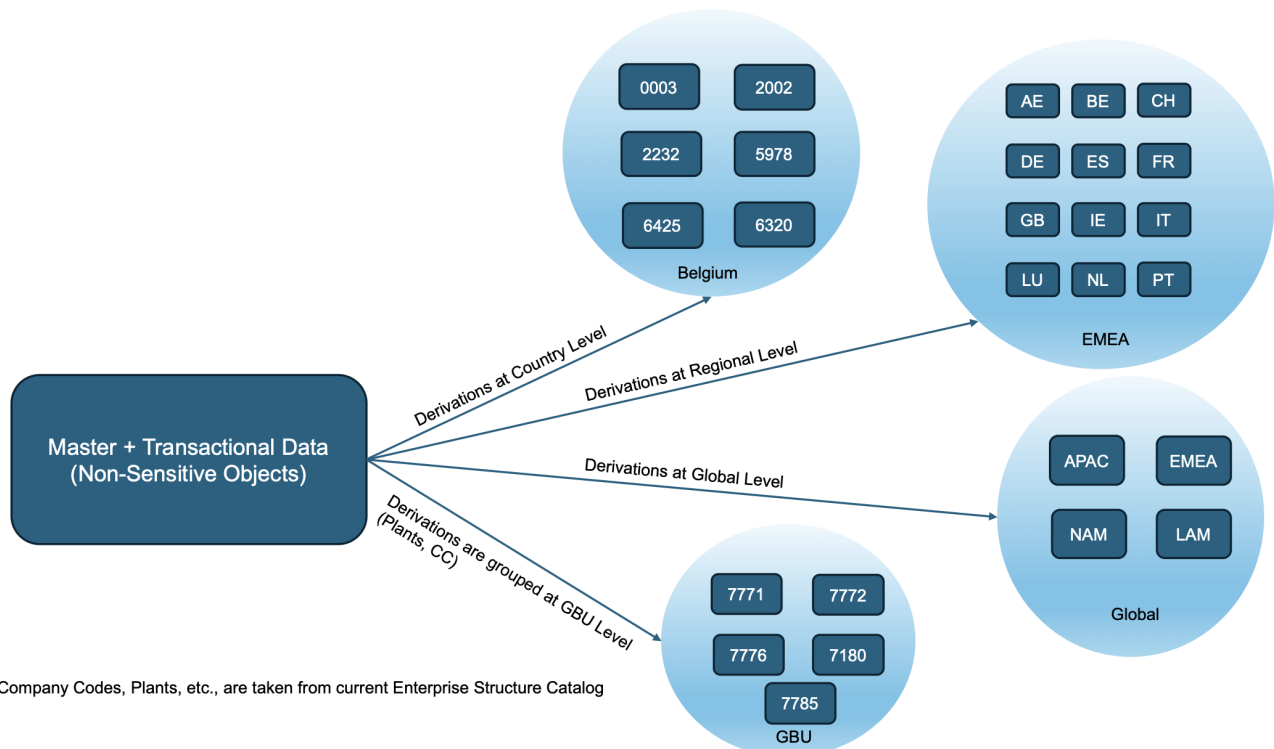 0003
2002
2232
5978
6425
6320
Belgium
AE
BE
CH
DE
ES
FR
GB
IE
IT
LU
NL
PT
EMEA
Derivations at Country Level
Derivations at Regional Level
Master + Transactional Data
(Non-Sensitive Objects)
Derivations at Global Level
APAC
EMEA
NAM
LAM
Global
Derivations are grouped at GBU Level
(Plants, CC)
7771
7772
7776
7180
7785
GBU
Company Codes, Plants, etc., are taken from current Enterprise Structure Catalog